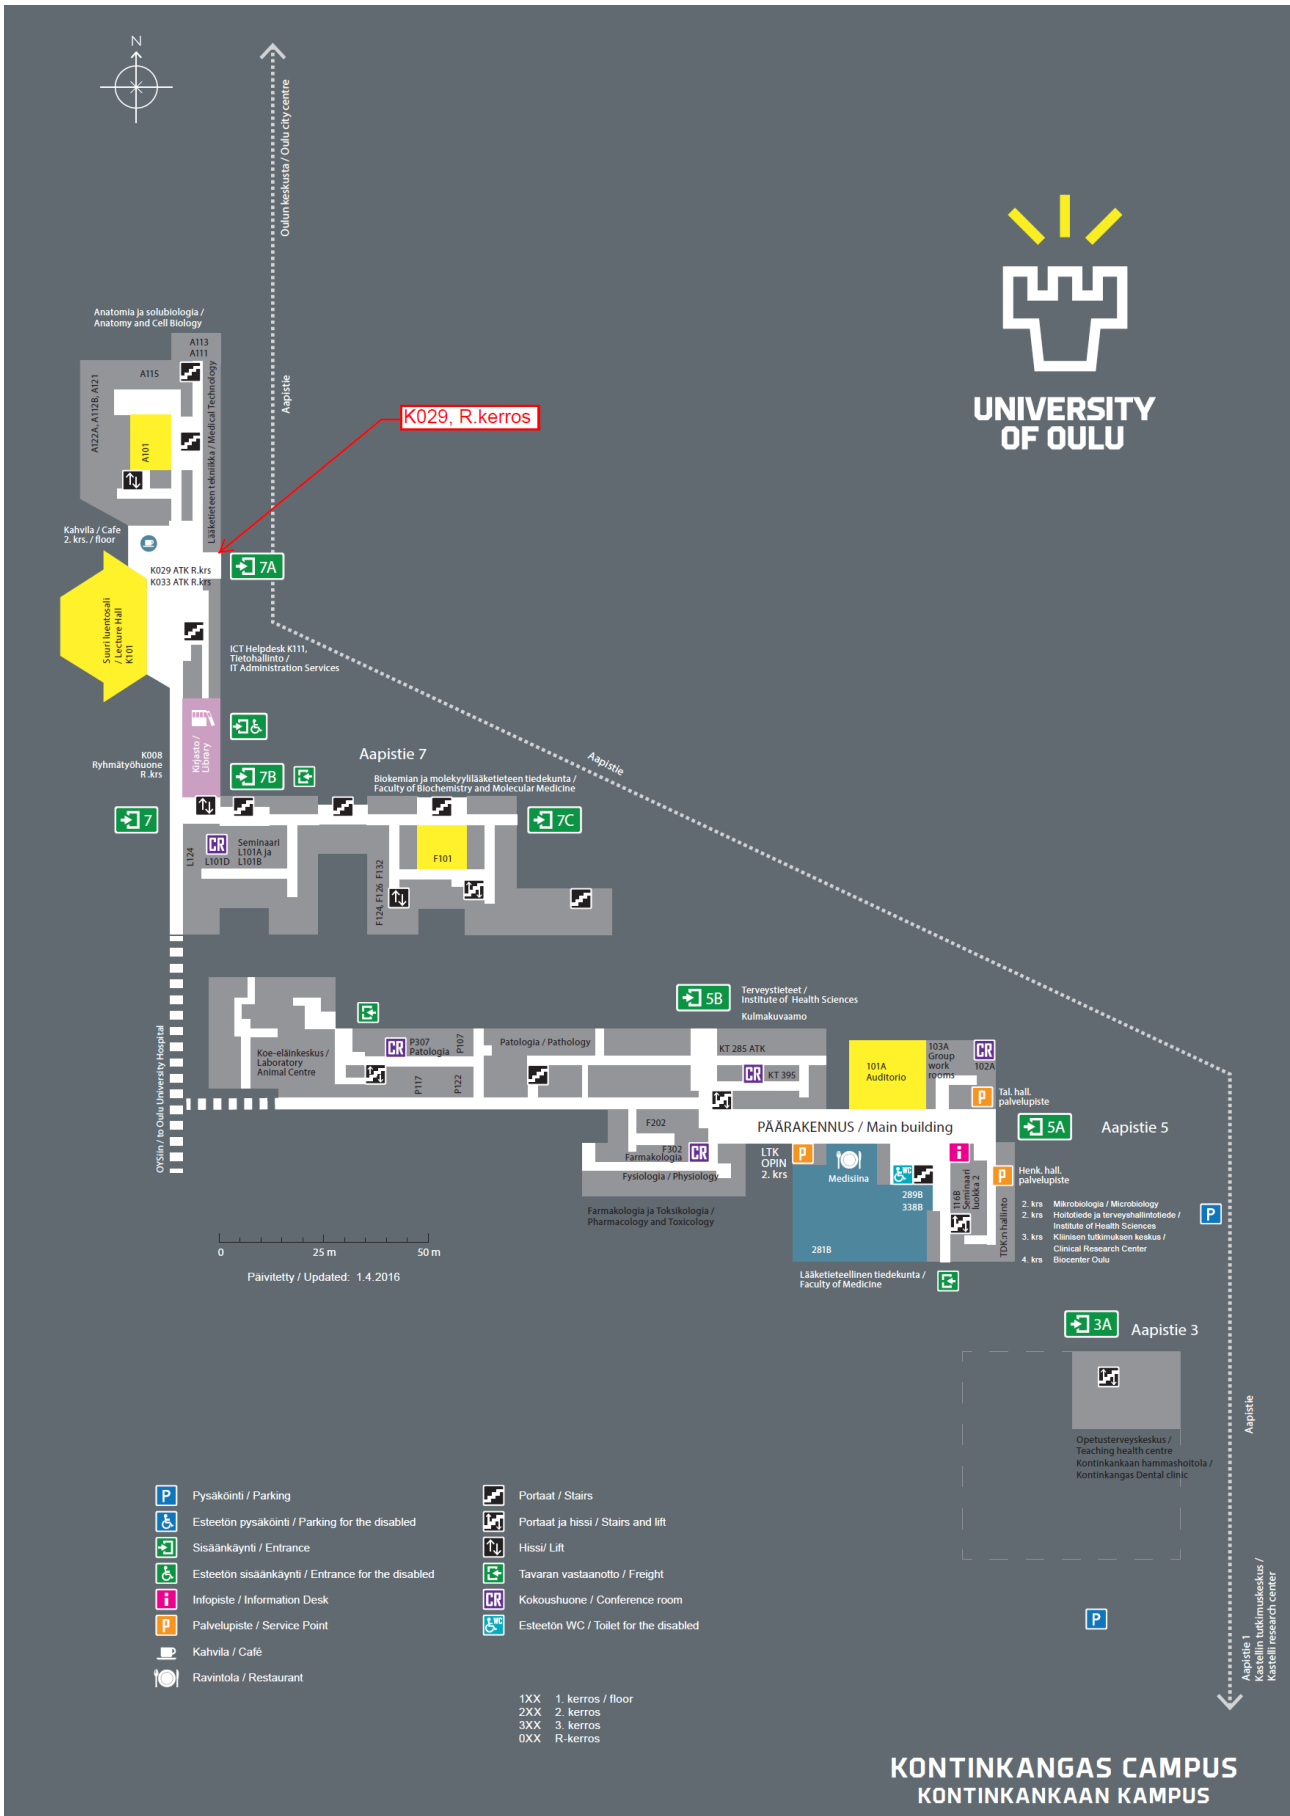 N
Oulun keskusta / Oulu city centre
Aapistie
UNIVERSITY
OF OULU
Anatomia ja solubiologia /
Anatomy and Cell Biology
A113
A111
A115
A122A, A112B, A121
A101
Lääketieteen tekniikka / Medical Technology
K029, R.kerros
Kahvila / Cafe
2. krs. / floor
K029 ATK R.krs
K033 ATK R.krs
7A
Suuri luentosali
/ Lecture Hall
K101
ICT Helpdesk K111,
Tietohallinto /
IT Administration Services
Kirjasto /
Library
K008
Ryhmätyöhuone
R .krs
7B
Aapistie 7
Aapistie
Biokemian ja molekyylilääketieteen tiedekunta /
Faculty of Biochemistry and Molecular Medicine
7
7C
L124
CR
L101D
Seminaari
L101A ja
L101B
F124, F126 F132
F101
OYSiin / to Oulu University Hospital
Koe-eläinkeskus /
Laboratory
Animal Centre
CR
P307
Patologia
P107
P117
P122
Patologia / Pathology
5B
Terveystieteet /
Institute of Health Sciences
Kulmakuvaamo
KT 285 ATK
CR
KT 395
101A
Auditorio
103A
Group
work
rooms
CR
102A
P
Tal. hall.
palvelupiste
PÄÄRAKENNUS / Main building
5A
Aapistie 5
F202
F302
Farmakologia
CR
Fysiologia / Physiology
Farmakologia ja Toksikologia /
Pharmacology and Toxicology
LTK
OPIN
2. krs
P
Medisiina
WC
289B
338B
281B
i
116B
Seminaari
luokka 2
TDK:n hallinto
P
Henk. hall.
palvelupiste
2. krs Mikrobiologia / Microbiology
2. krs Hoitotiede ja terveyshallintotiede /
Institute of Health Sciences
3. krs Kliinisen tutkimuksen keskus /
Clinical Research Center
4. krs Biocenter Oulu
P
Lääketieteellinen tiedekunta /
Faculty of Medicine
0 25 m 50 m
Päivitetty / Updated: 1.4.2016
3A
Aapistie 3
Opetusterveyskeskus /
Teaching health centre
Kontinkankaan hammashoitola /
Kontinkangas Dental clinic
Aapistie
P
Aapistie 1
Kastellin tutkimuskeskus /
Kastelli research center
P Pysäköinti / Parking
Esteetön pysäköinti / Parking for the disabled
Sisäänkäynti / Entrance
Esteetön sisäänkäynti / Entrance for the disabled
i Infopiste / Information Desk
P Palvelupiste / Service Point
Kahvila / Café
Ravintola / Restaurant
Portaat / Stairs
Portaat ja hissi / Stairs and lift
Hissi/ Lift
Tavaran vastaanotto / Freight
CR Kokoushuone / Conference room
WC Esteetön WC / Toilet for the disabled
1XX 1. kerros / floor
2XX 2. kerros
3XX 3. kerros
0XX R-kerros
KONTINKANGAS CAMPUS
KONTINKANKAAN KAMPUS